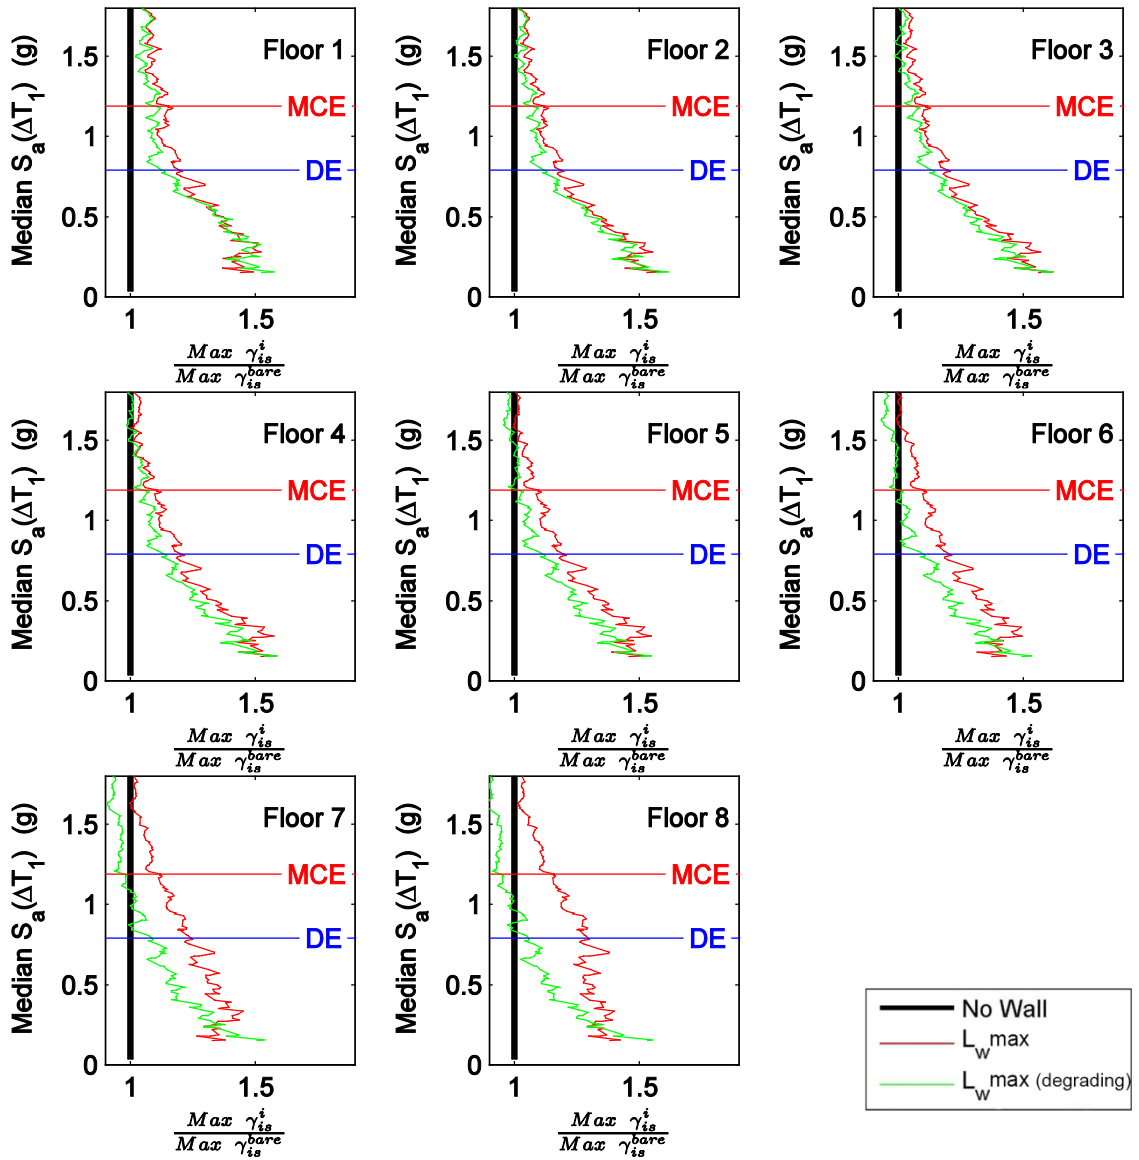 Median S_a(ΔT_1) (g)
1.5
1
0.5
0
Floor 1
MCE
DE
1
1.5
Max γ_is^i
Max γ_is^bare
Median S_a(ΔT_1) (g)
1.5
1
0.5
0
Floor 2
MCE
DE
1
1.5
Max γ_is^i
Max γ_is^bare
Median S_a(ΔT_1) (g)
1.5
1
0.5
0
Floor 3
MCE
DE
1
1.5
Max γ_is^i
Max γ_is^bare
Median S_a(ΔT_1) (g)
1.5
1
0.5
0
Floor 4
MCE
DE
1
1.5
Max γ_is^i
Max γ_is^bare
Median S_a(ΔT_1) (g)
1.5
1
0.5
0
Floor 5
MCE
DE
1
1.5
Max γ_is^i
Max γ_is^bare
Median S_a(ΔT_1) (g)
1.5
1
0.5
0
Floor 6
MCE
DE
1
1.5
Max γ_is^i
Max γ_is^bare
Median S_a(ΔT_1) (g)
1.5
1
0.5
0
Floor 7
MCE
DE
1
1.5
Max γ_is^i
Max γ_is^bare
Median S_a(ΔT_1) (g)
1.5
1
0.5
0
Floor 8
MCE
DE
1
1.5
Max γ_is^i
Max γ_is^bare
No Wall
L_w^max
L_w^max (degrading)